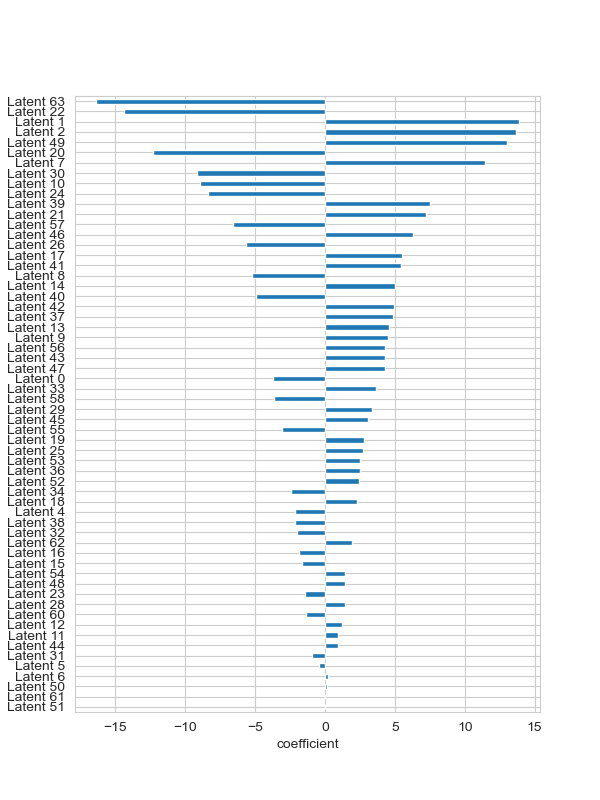 Latent 63
Latent 22
Latent 1
Latent 2
Latent 49
Latent 20
Latent 7
Latent 30
Latent 10
Latent 24
Latent 39
Latent 21
Latent 57
Latent 46
Latent 26
Latent 17
Latent 41
Latent 8
Latent 14
Latent 40
Latent 42
Latent 37
Latent 13
Latent 9
Latent 56
Latent 43
Latent 47
Latent 0
Latent 33
Latent 58
Latent 29
Latent 45
Latent 55
Latent 19
Latent 25
Latent 53
Latent 36
Latent 52
Latent 34
Latent 18
Latent 4
Latent 38
Latent 32
Latent 62
Latent 16
Latent 15
Latent 54
Latent 48
Latent 23
Latent 28
Latent 60
Latent 12
Latent 11
Latent 44
Latent 31
Latent 5
Latent 6
Latent 50
Latent 61
Latent 51
−15 −10 −5 0 5 10 15
coefficient